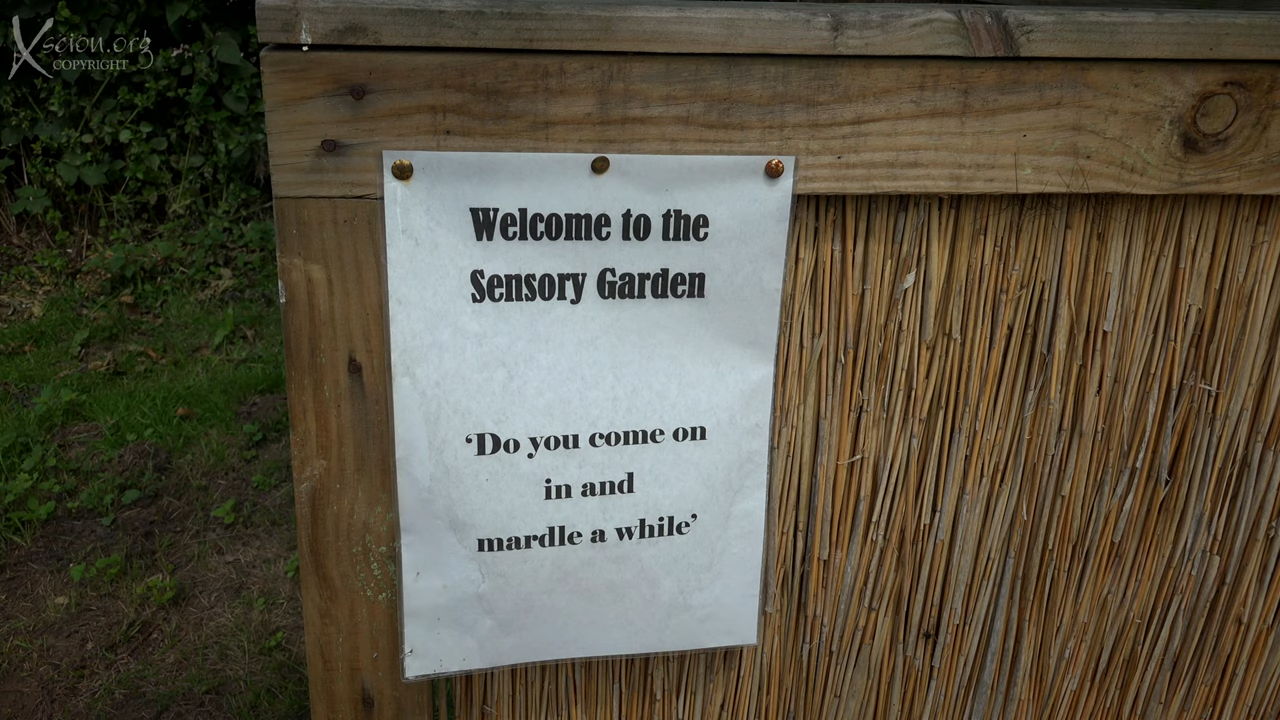 Xscion.org
COPYRIGHT
Welcome to the
Sensory Garden
‘Do you come on
in and
mardle a while’